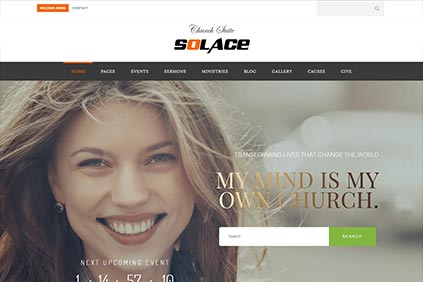 WELCOME AGAIN CONTACT
Church Suite
SOLACE
HOME PAGES EVENTS SERMONS MINISTRIES BLOG GALLERY CAUSES GIVE
TRANSFORMING LIVES THAT CHANGE THE WORLD
MY MIND IS MY
OWN CHURCH.
Search SEARCH
NEXT UPCOMING EVENT
1 : 14 : 57 : 10